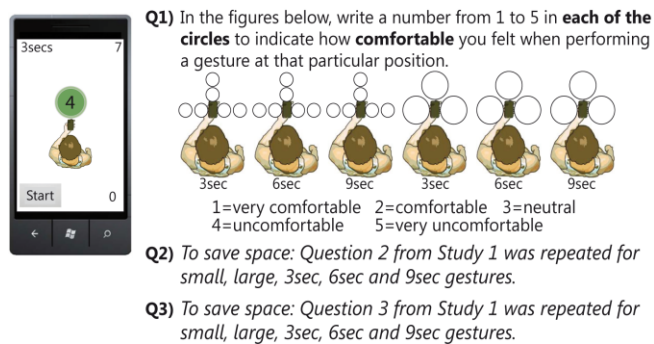 3secs 7
4
Start 0
Q1) In the figures below, write a number from 1 to 5 in each of the
circles to indicate how comfortable you felt when performing
a gesture at that particular position.
3sec 6sec 9sec 3sec 6sec 9sec
1=very comfortable 2=comfortable 3=neutral
4=uncomfortable 5=very uncomfortable
Q2) To save space: Question 2 from Study 1 was repeated for
small, large, 3sec, 6sec and 9sec gestures.
Q3) To save space: Question 3 from Study 1 was repeated for
small, large, 3sec, 6sec and 9sec gestures.